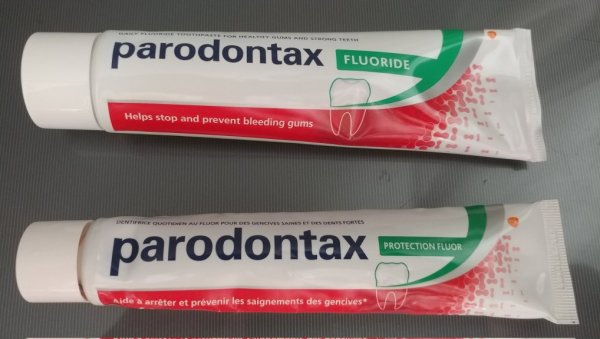 DAILY FLUORIDE TOOTHPASTE FOR HEALTHY GUMS AND STRONG TEETH
parodontax FLUORIDE
Helps stop and prevent bleeding gums
DENTIFRICE QUOTIDIEN AU FLUOR POUR DES GENCIVES SAINES ET DES DENTS FORTES
parodontax PROTECTION FLUOR
Aide à arrêter et prévenir les saignements des gencives*